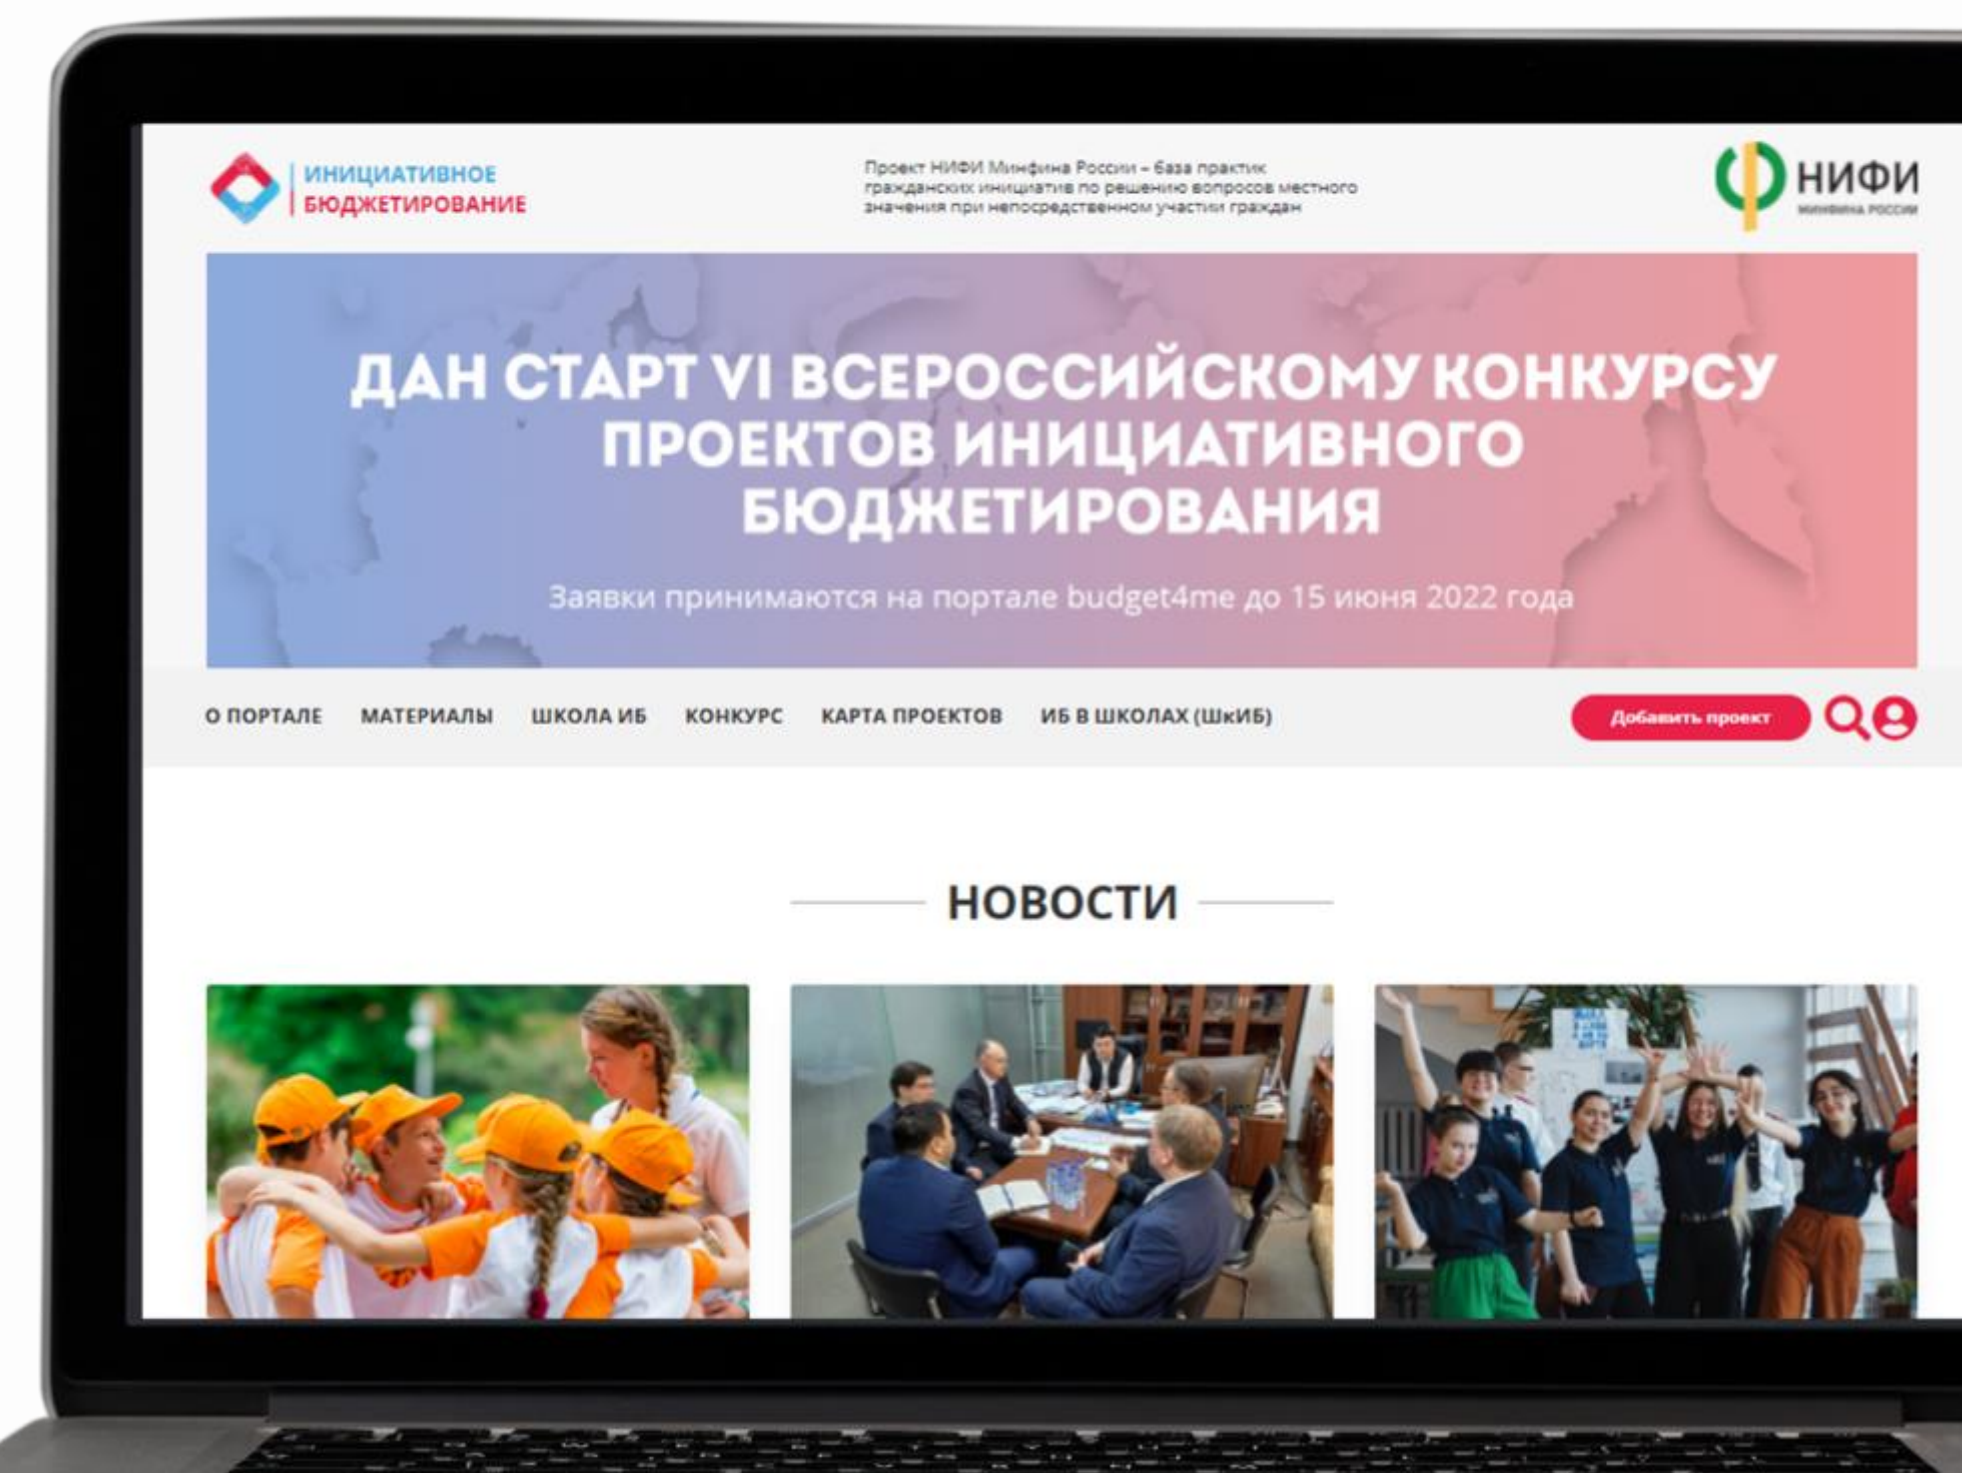 ИНИЦИАТИВНОЕ
БЮДЖЕТИРОВАНИЕ
Проект НИФИ Минфина России – база практик
гражданских инициатив по решению вопросов местного
значения при непосредственном участии граждан
НИФИ
МИНФИНА РОССИИ
ДАН СТАРТ VI ВСЕРОССИЙСКОМУ КОНКУРСУ
ПРОЕКТОВ ИНИЦИАТИВНОГО
БЮДЖЕТИРОВАНИЯ
Заявки принимаются на портале budget4me до 15 июня 2022 года
О ПОРТАЛЕ МАТЕРИАЛЫ ШКОЛА ИБ КОНКУРС КАРТА ПРОЕКТОВ ИБ В ШКОЛАХ (ШкИБ) Добавить проект
НОВОСТИ